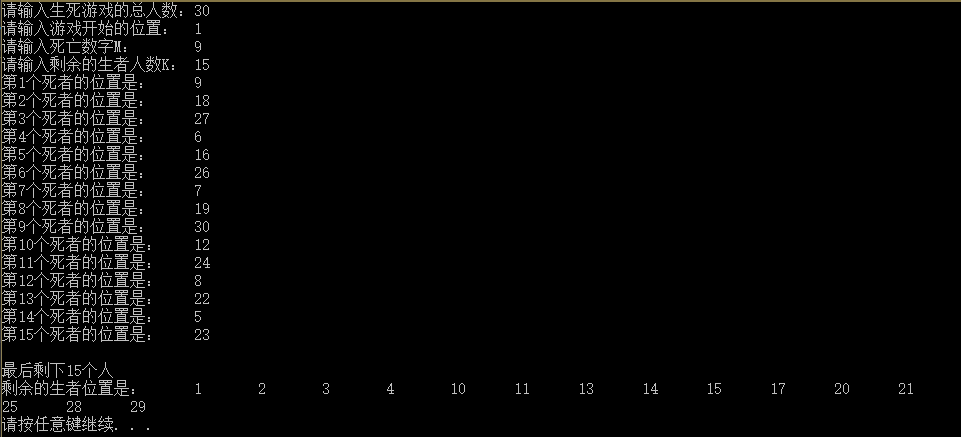 请输入生死游戏的总人数：30
请输入游戏开始的位置： 1
请输入死亡数字M： 9
请输入剩余的生者人数K： 15
第1个死者的位置是： 9
第2个死者的位置是： 18
第3个死者的位置是： 27
第4个死者的位置是： 6
第5个死者的位置是： 16
第6个死者的位置是： 26
第7个死者的位置是： 7
第8个死者的位置是： 19
第9个死者的位置是： 30
第10个死者的位置是： 12
第11个死者的位置是： 24
第12个死者的位置是： 8
第13个死者的位置是： 22
第14个死者的位置是： 5
第15个死者的位置是： 23
最后剩下15个人
剩余的生者位置是： 1 2 3 4 10 11 13 14 15 17 20 21
25 28 29
请按任意键继续. . .